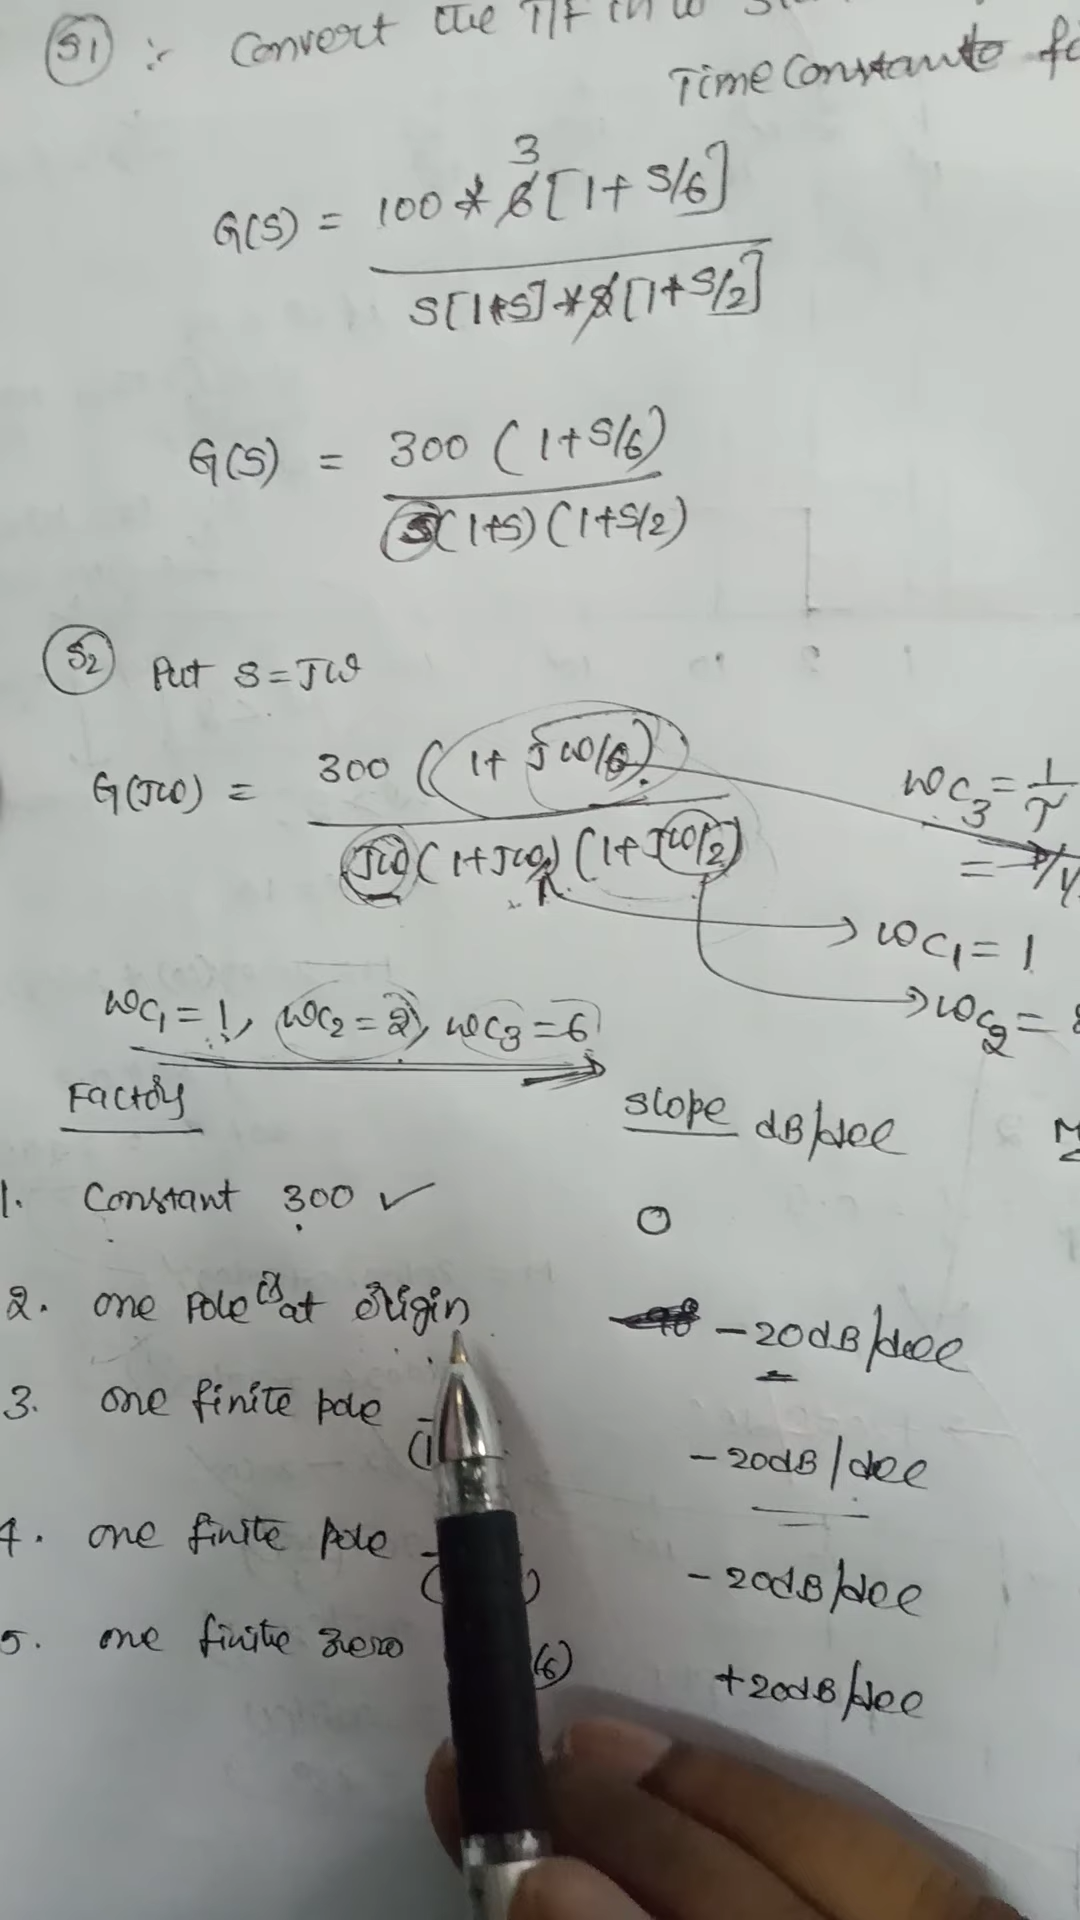 S1 :- Convert the T/F into
Time Constants
G(S) = 100 * 6 3 [1+S/6]
S[1+S] * 2 [1+S/2]
G(S) = 300 (1+S/6)
S(1+S)(1+S/2)
S2 Put S=Jω
G(Jω) = 300 (1+Jω/6)
Jω(1+Jω)(1+Jω/2)
ωC3 = 1/T
=
ωC1 = 1
ωC2 =
ωC1 = 1, ωC2 = 2, ωC3 = 6
Factors slope dB/dec
1. Constant 300 ✓ 0
2. one pole(s) at origin -20dB/dec
3. one finite pole -20dB/dec
4. one finite pole -20dB/dec
5. one finite zero (6) +20dB/dec